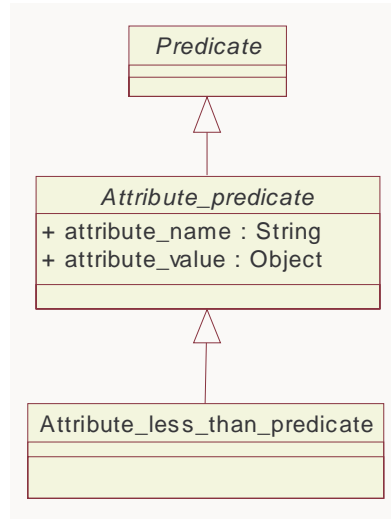 Predicate
Attribute_predicate
+ attribute_name : String
+ attribute_value : Object
Attribute_less_than_predicate